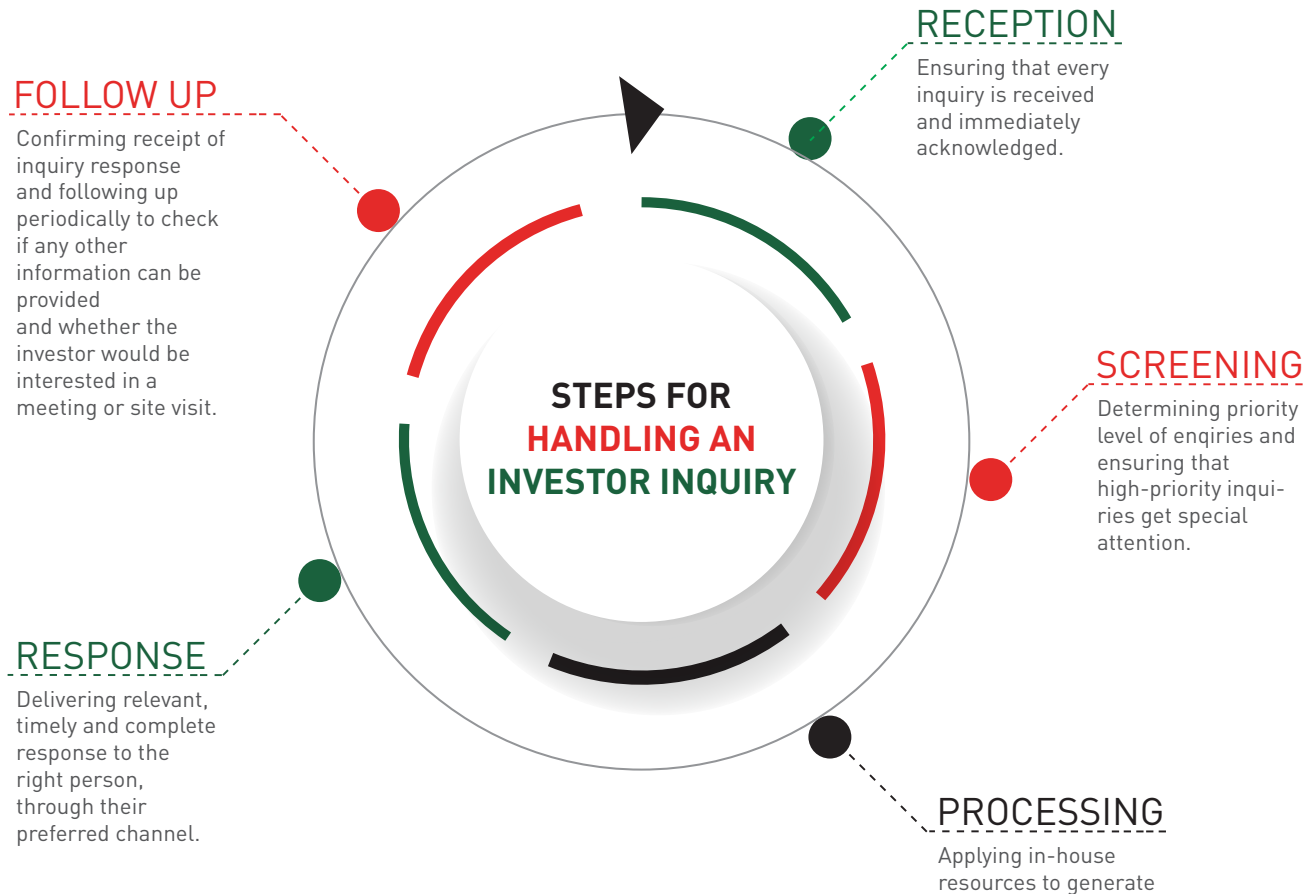 STEPS FOR
HANDLING AN
INVESTOR INQUIRY
RECEPTION
Ensuring that every
inquiry is received
and immediately
acknowledged.
SCREENING
Determining priority
level of enqiries and
ensuring that
high-priority inqui-
ries get special
attention.
PROCESSING
Applying in-house
resources to generate
RESPONSE
Delivering relevant,
timely and complete
response to the
right person,
through their
preferred channel.
FOLLOW UP
Confirming receipt of
inquiry response
and following up
periodically to check
if any other
information can be
provided
and whether the
investor would be
interested in a
meeting or site visit.